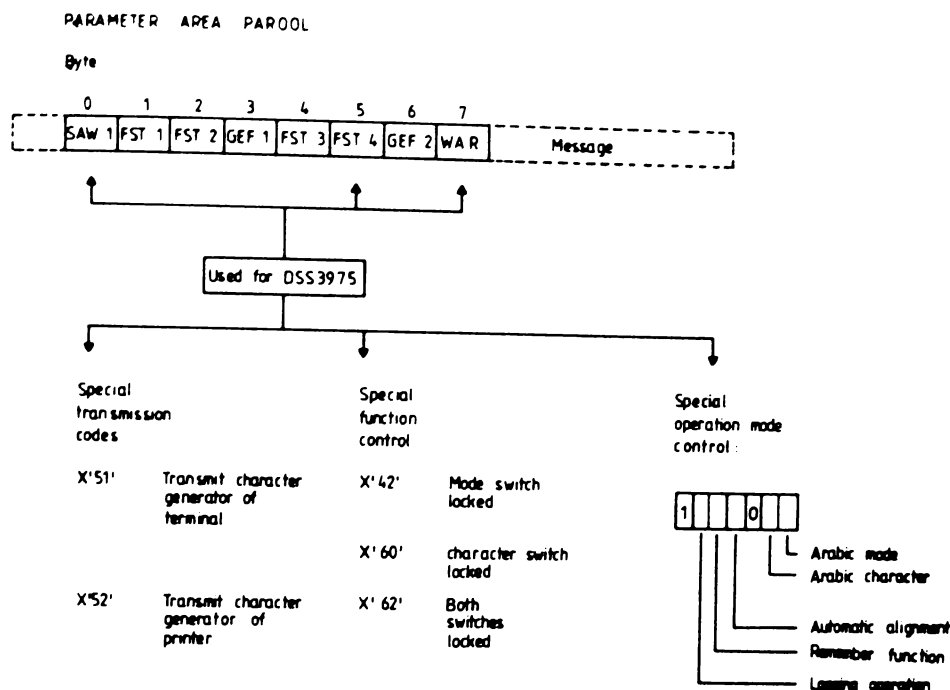 PARAMETER AREA PAROOL
Byte
0 1 2 3 4 5 6 7
SAW 1 FST 1 FST 2 GEF 1 FST 3 FST 4 GEF 2 WAR Message
Used for DSS3975
Special
transmission
codes
X'51' Transmit character
generator of
terminal
X'52' Transmit character
generator of
printer
Special
function
control
X'42' Mode switch
locked
X'60' character switch
locked
X'62' Both
switches
locked
Special
operation mode
control:
1 0
Arabic mode
Arabic character
Automatic alignment
Remember function
operation